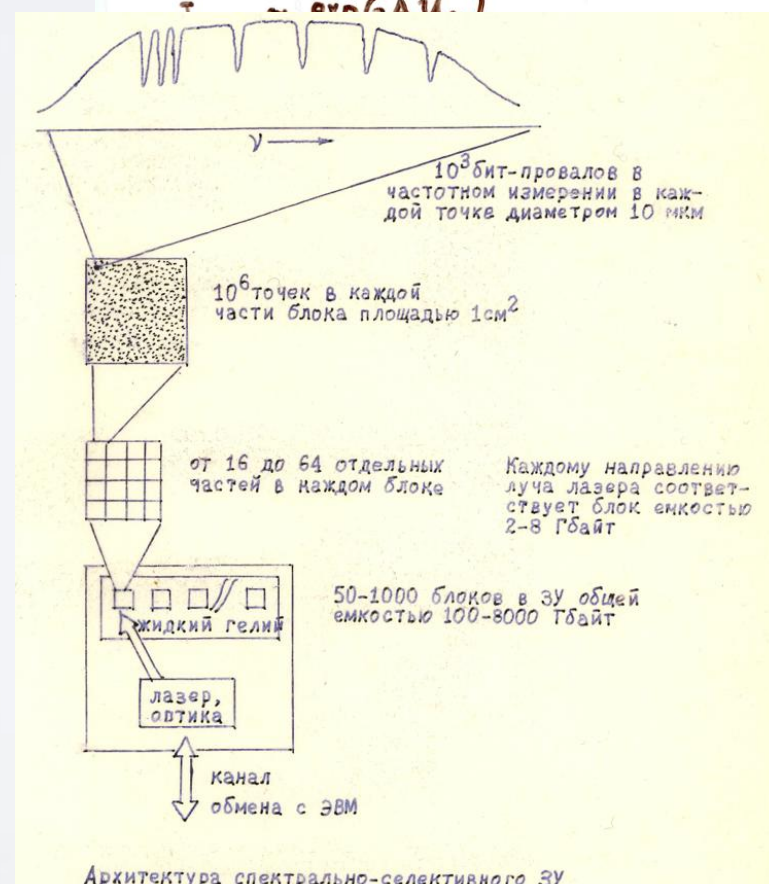 ν
10³бит-провалов в
частотном измерении в каж-
дой точке диаметром 10 мкм
10⁶точек в каждой
части блока площадью 1см²
от 16 до 64 отдельных
частей в каждом блоке
Каждому направлению
луча лазера соответ-
ствует блок емкостью
2-8 Гбайт
50-1000 блоков в ЗУ общей
емкостью 100-8000 Гбайт
жидкий гелий
лазер,
оптика
канал
обмена с ЭВМ
Архитектура спектрально-селективного ЗУ